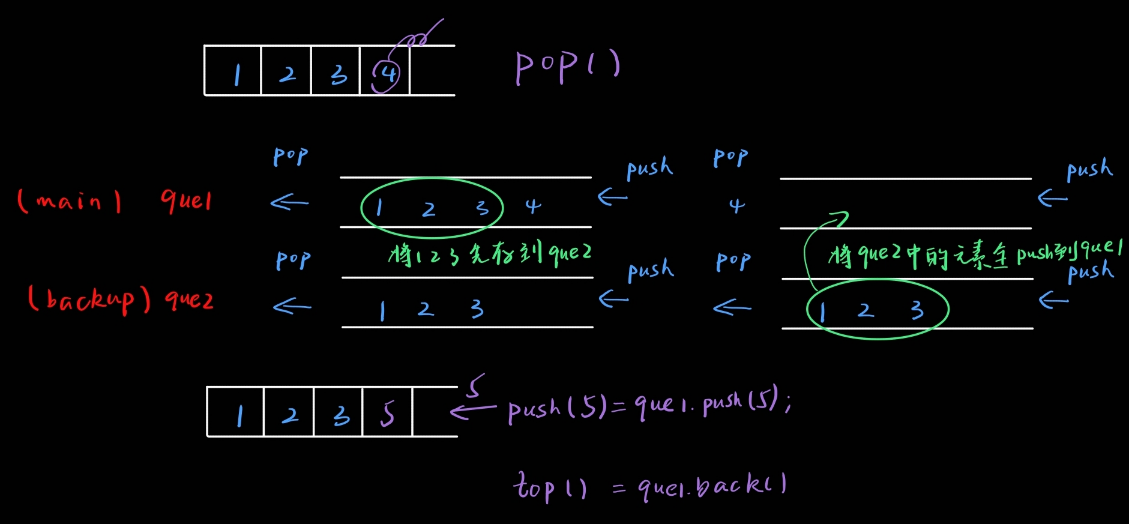 1 2 3 4 pop()
pop push pop push
(main) que1 ← 1 2 3 4 ← 4 ←
将1 2 3 先存到que2 将que2中的元素全push到que1
pop push pop push
(backup) que2 ← 1 2 3 ← ← 1 2 3 ←
5
1 2 3 5 ← push(5)=que1.push(5);
top() = que1.back()